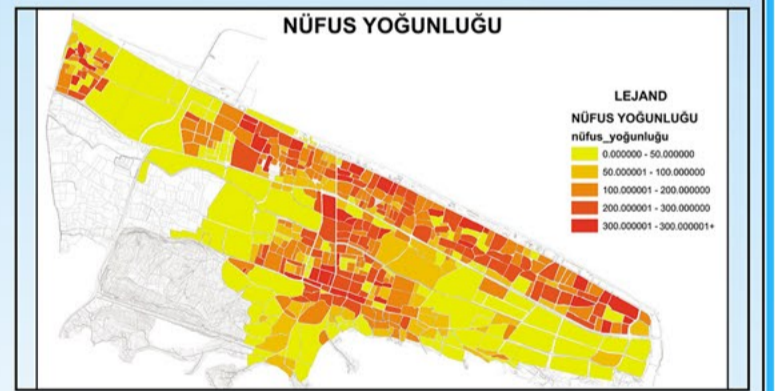 NÜFUS YOĞUNLUĞU
LEJAND
NÜFUS YOĞUNLUĞU
nüfus_yoğunluğu
0.000000 - 50.000000
50.000001 - 100.000000
100.000001 - 200.000000
200.000001 - 300.000000
300.000001 - 300.000001+